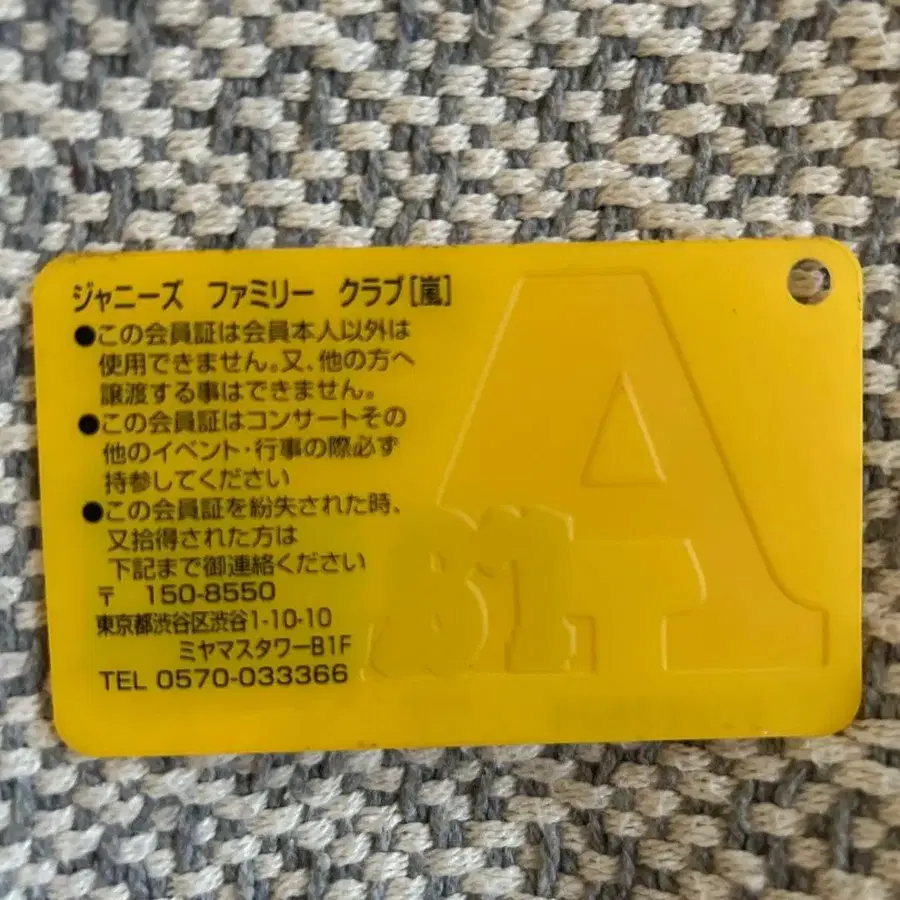 ジャニーズ ファミリー クラブ[嵐]
●この会員証は会員本人以外は
使用できません。又、他の方へ
譲渡する事はできません。
●この会員証はコンサートその
他のイベント・行事の際必ず
持参してください
●この会員証を紛失された時、
又拾得された方は
下記まで御連絡ください
〒 150-8550
東京都渋谷区渋谷1-10-10
ミヤマスタワーB1F
TEL 0570-033366
A